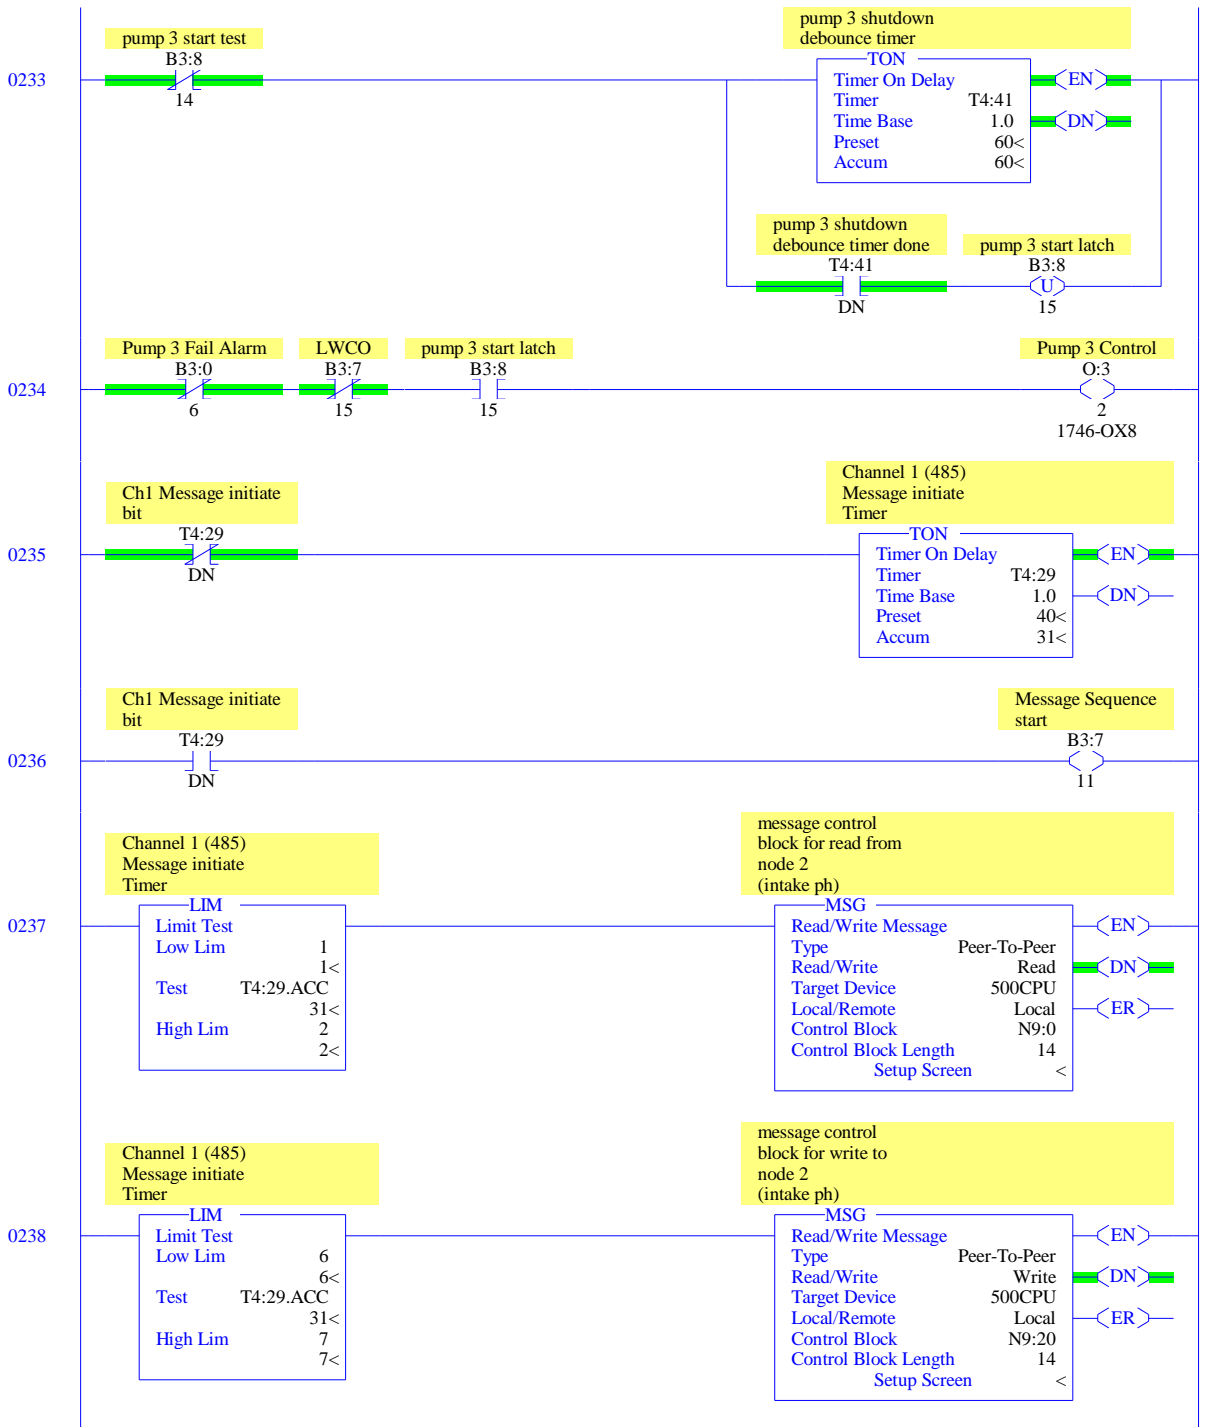 pump 3 shutdown
debounce timer
pump 3 start test
B3:8
14
0233
TON
Timer On Delay
Timer T4:41
Time Base 1.0
Preset 60<
Accum 60<
EN
DN
pump 3 shutdown
debounce timer done
T4:41
DN
pump 3 start latch
B3:8
U
15
0234
Pump 3 Fail Alarm
B3:0
6
LWCO
B3:7
15
pump 3 start latch
B3:8
15
Pump 3 Control
O:3
2
1746-OX8
0235
Ch1 Message initiate
bit
T4:29
DN
Channel 1 (485)
Message initiate
Timer
TON
Timer On Delay
Timer T4:29
Time Base 1.0
Preset 40<
Accum 31<
EN
DN
0236
Ch1 Message initiate
bit
T4:29
DN
Message Sequence
start
B3:7
11
0237
Channel 1 (485)
Message initiate
Timer
LIM
Limit Test
Low Lim 1
1<
Test T4:29.ACC
31<
High Lim 2
2<
message control
block for read from
node 2
(intake ph)
MSG
Read/Write Message
Type Peer-To-Peer
Read/Write Read
Target Device 500CPU
Local/Remote Local
Control Block N9:0
Control Block Length 14
Setup Screen <
EN
DN
ER
0238
Channel 1 (485)
Message initiate
Timer
LIM
Limit Test
Low Lim 6
6<
Test T4:29.ACC
31<
High Lim 7
7<
message control
block for write to
node 2
(intake ph)
MSG
Read/Write Message
Type Peer-To-Peer
Read/Write Write
Target Device 500CPU
Local/Remote Local
Control Block N9:20
Control Block Length 14
Setup Screen <
EN
DN
ER